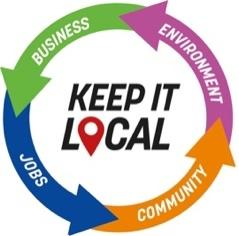 BUSINESS
ENVIRONMENT
KEEP IT
LOCAL
JOBS
COMMUNITY